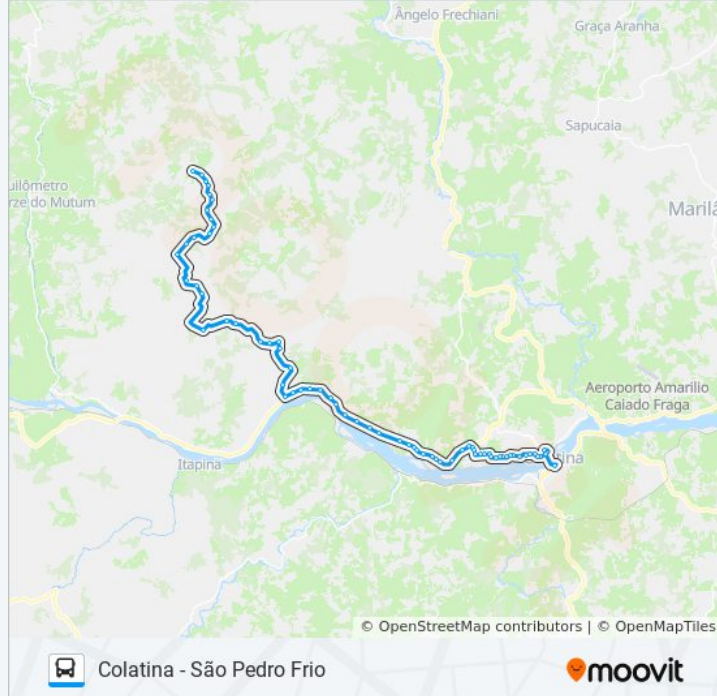 Ângelo Frechiani
Graça Aranha
Sapucaia
uilômetro
rze do Mutum
Marilâ
Aeroporto Amarilio
Caiado Fraga
Itapina
tina
© OpenStreetMap contributors | © OpenMapTiles
Colatina - São Pedro Frio
moovit